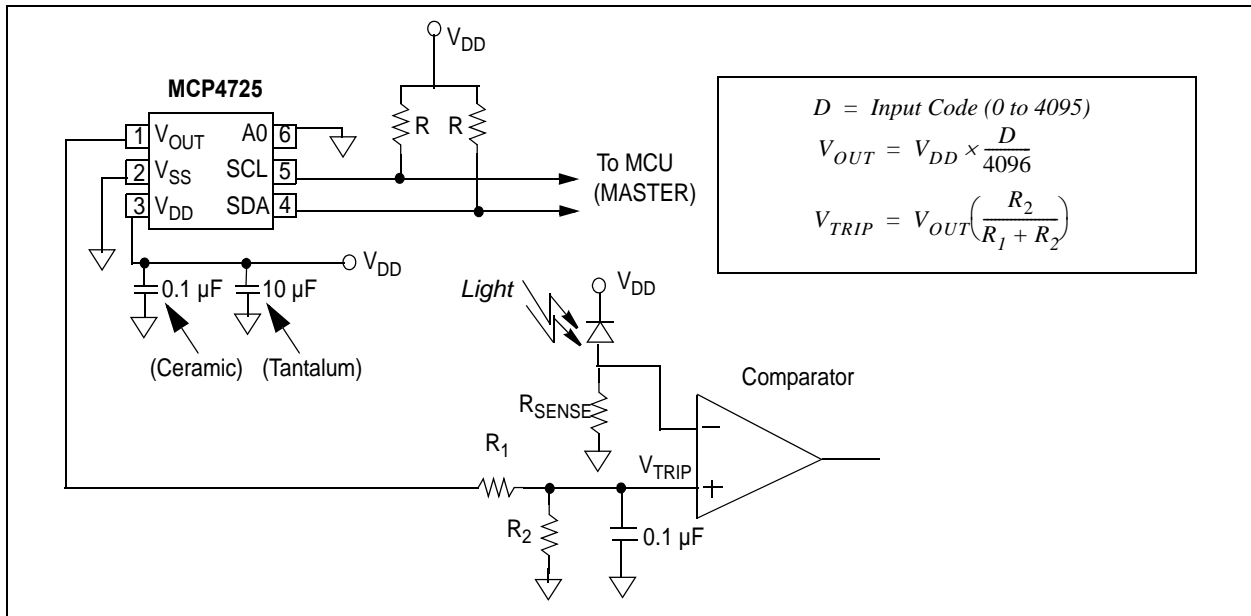 V_DD
MCP4725
1 V_OUT A0 6
2 V_SS SCL 5
3 V_DD SDA 4
R R
To MCU
(MASTER)
D = Input Code (0 to 4095)
V_OUT = V_DD × D/4096
V_TRIP = V_OUT(R_2/(R_1 + R_2))
V_DD
0.1 µF 10 µF
(Ceramic) (Tantalum)
Light
V_DD
Comparator
R_SENSE
–
R_1
V_TRIP
+
R_2
0.1 µF